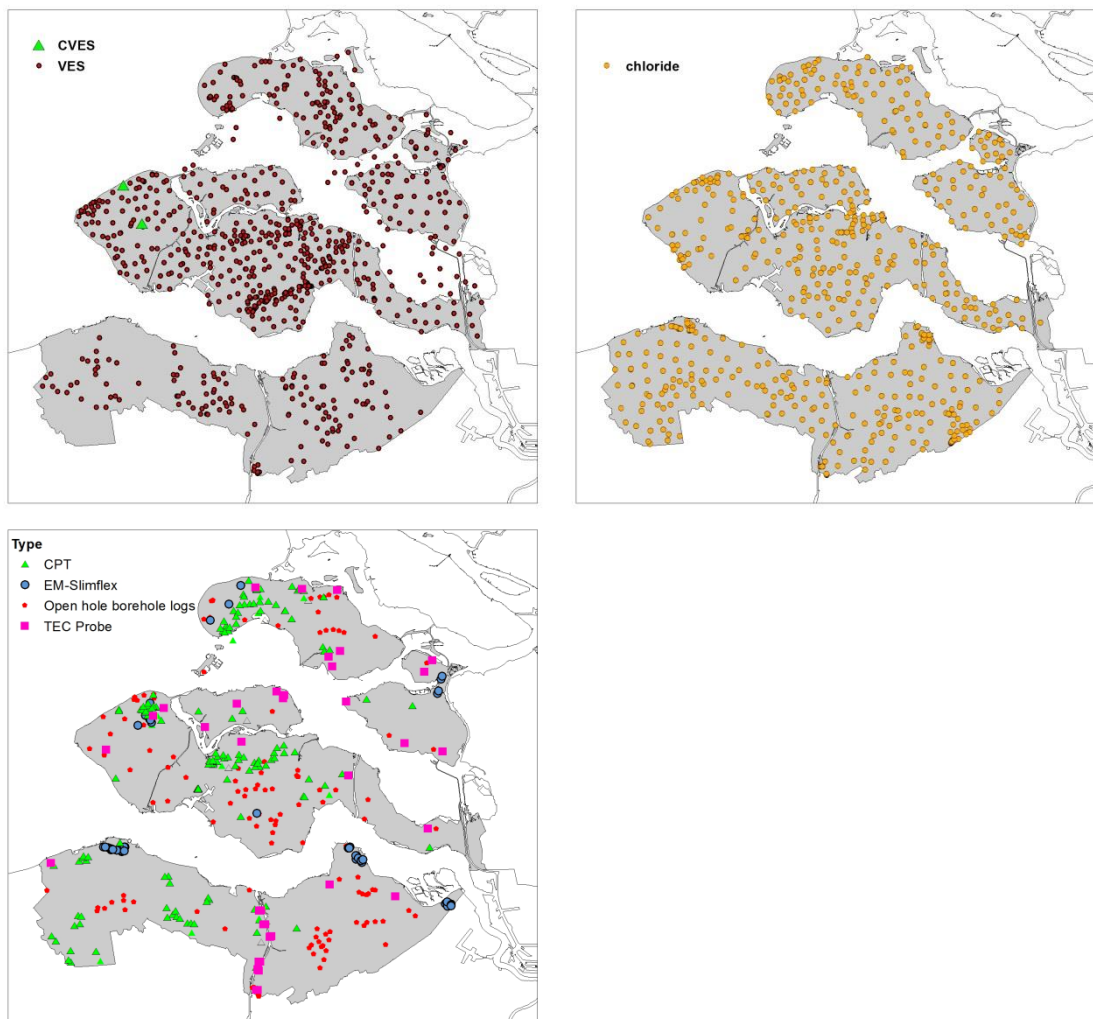 CVES
VES
chloride
Type
CPT
EM-Slimflex
Open hole borehole logs
TEC Probe